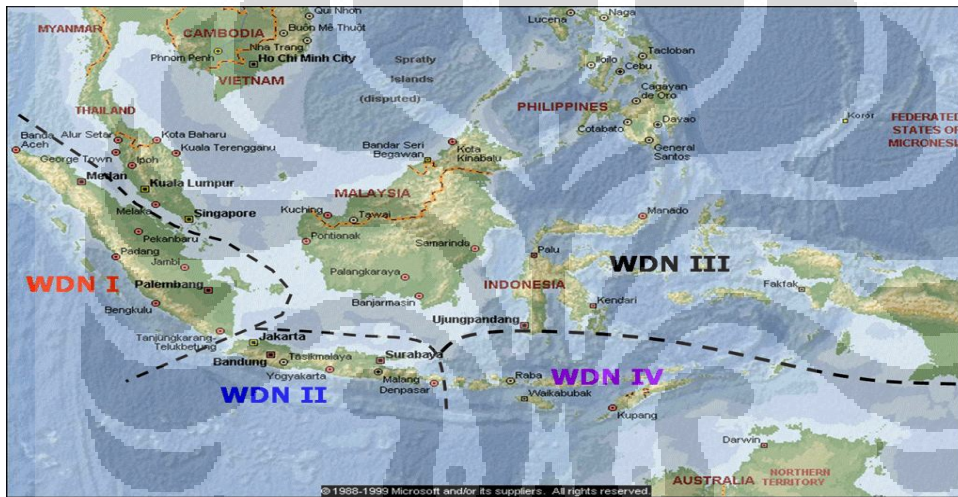 Qui Nhon
Lucena
Naga
MYANMAR
CAMBODIA
Buôn Mê Thuột
Nha Trang
Phnom Penh
Ho Chi Minh City
VIETNAM
Spratly
Islands
(disputed)
Tacloban
Iloilo
Cebu
Cagayan
de Oro
PHILIPPINES
Cotabato
Davao
General
Santos
Koror
FEDERATED
STATES OF
MICRONESI
THAILAND
Banda
Aceh
Alur Setar
Kota Baharu
Kuala Terengganu
George Town
Ipoh
Medan
Kuala Lumpur
Melaka
Singapore
Bandar Seri
Begawan
Kota
Kinabalu
MALAYSIA
Kuching
Pontianak
Samarinda
Manado
Pekanbaru
Padang
Jambi
Palu
WDN I
Palembang
Palangkaraya
INDONESIA
WDN III
Fakfak
Bengkulu
Banjarmasin
Kendari
Ujungpandang
Tanjungkarang-
Telukbetung
Jakarta
Bandung
Tasikmalaya
Surabaya
Yogyakarta
Malang
Denpasar
Raba
WDN IV
WDN II
Waikabubak
Kupang
Darwin
AUSTRALIA
NORTHERN
TERRITORY
© 1988-1999 Microsoft and/or its suppliers. All rights reserved.